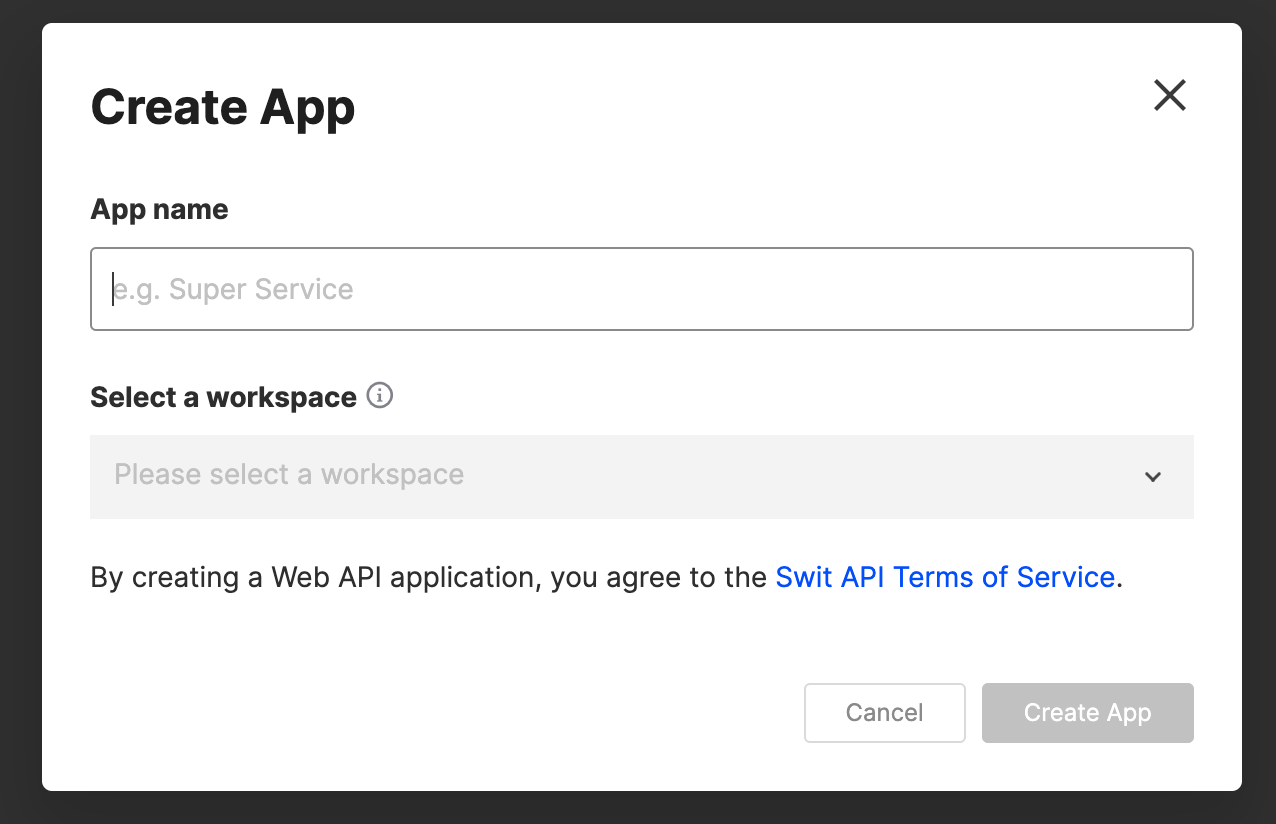 Create App
App name
e.g. Super Service
Select a workspace
Please select a workspace
By creating a Web API application, you agree to the Swit API Terms of Service.
Cancel
Create App